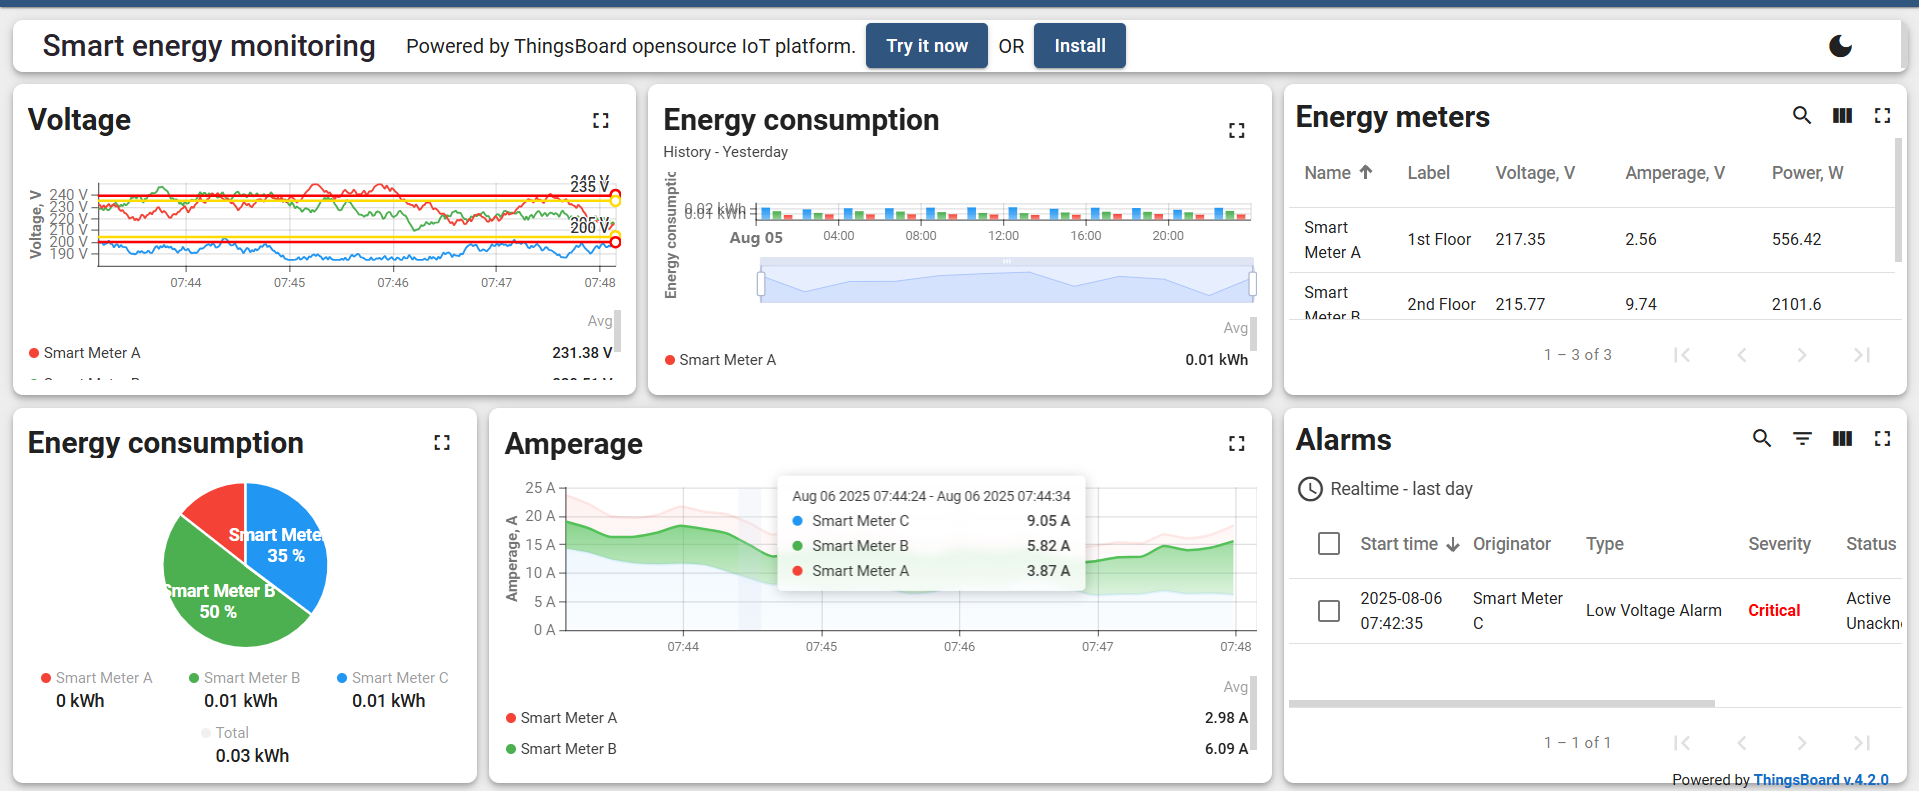 Smart energy monitoring
Powered by ThingsBoard opensource IoT platform.
Try it now
OR
Install
Voltage
Voltage, V
240 V
230 V
220 V
210 V
200 V
190 V
240 V
235 V
205 V
200 V
07:44
07:45
07:46
07:47
07:48
Avg
Smart Meter A
231.38 V
Energy consumption
History - Yesterday
Energy consumptic
0.02 kWh
0.01 kWh
Aug 05
04:00
08:00
12:00
16:00
20:00
Avg
Smart Meter A
0.01 kWh
Energy meters
Name Label Voltage, V Amperage, V Power, W
Smart
Meter A
1st Floor 217.35 2.56 556.42
Smart
Meter B
2nd Floor 215.77 9.74 2101.6
1 – 3 of 3
Energy consumption
Smart Mete
35 %
Smart Meter B
50 %
Smart Meter A
0 kWh
Smart Meter B
0.01 kWh
Smart Meter C
0.01 kWh
Total
0.03 kWh
Amperage
Amperage, A
25 A
20 A
15 A
10 A
5 A
0 A
Aug 06 2025 07:44:24 - Aug 06 2025 07:44:34
Smart Meter C 9.05 A
Smart Meter B 5.82 A
Smart Meter A 3.87 A
07:44
07:45
07:46
07:47
07:48
Avg
Smart Meter A 2.98 A
Smart Meter B 6.09 A
Alarms
Realtime - last day
Start time Originator Type Severity Status
2025-08-06
07:42:35
Smart Meter
C
Low Voltage Alarm
Critical
Active
Unackn
1 – 1 of 1
Powered by ThingsBoard v.4.2.0